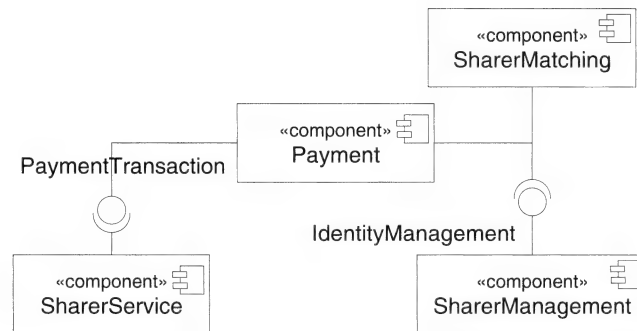 «component»
SharerMatching
«component»
Payment
PaymentTransaction
IdentityManagement
«component»
SharerService
«component»
SharerManagement